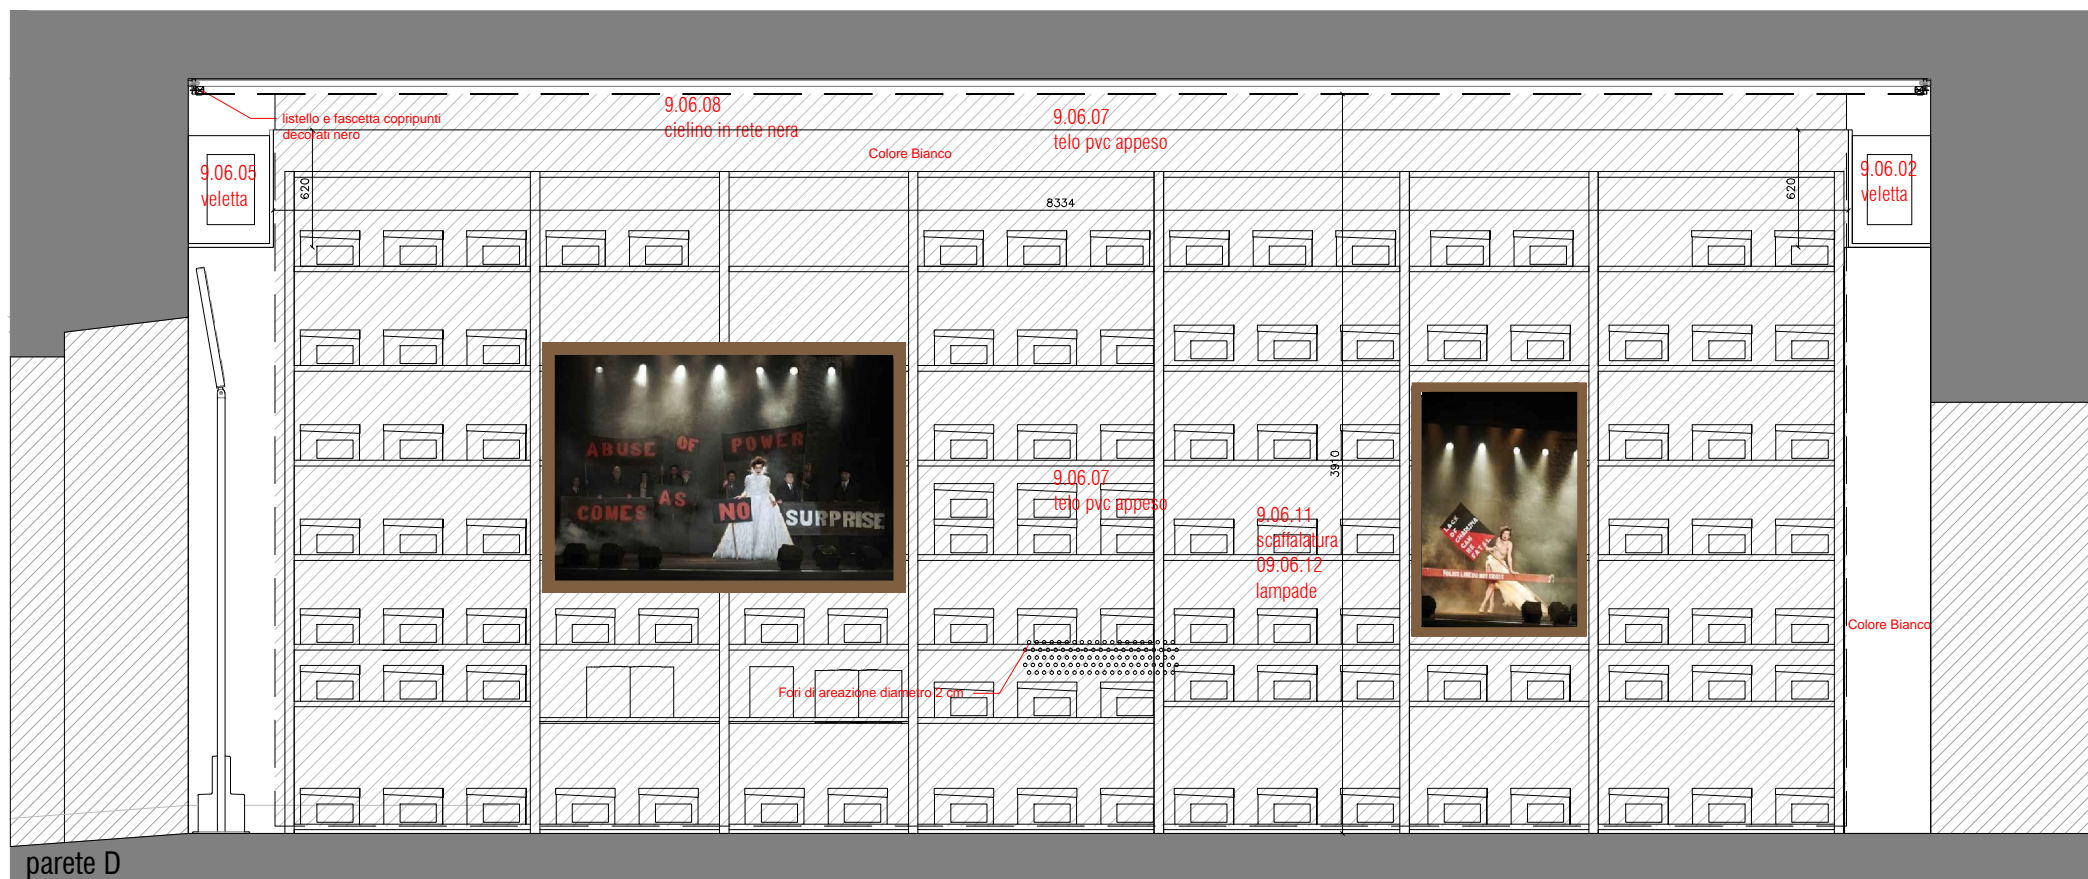 9.06.08
cielino in rete nera
9.06.07
telo pvc appeso
listello e fascetta copripunti
decorati nero
Colore Bianco
9.06.05
veletta
620
8334
620
9.06.02
veletta
ABUSE OF POWER
COMES AS NO SURPRISE
3910
9.06.07
telo pvc appeso
9.06.11
scaffalatura
09.06.12
lampade
CAN
BE
FATAL
Colore Bianco
Fori di areazione diametro 2 cm
parete D